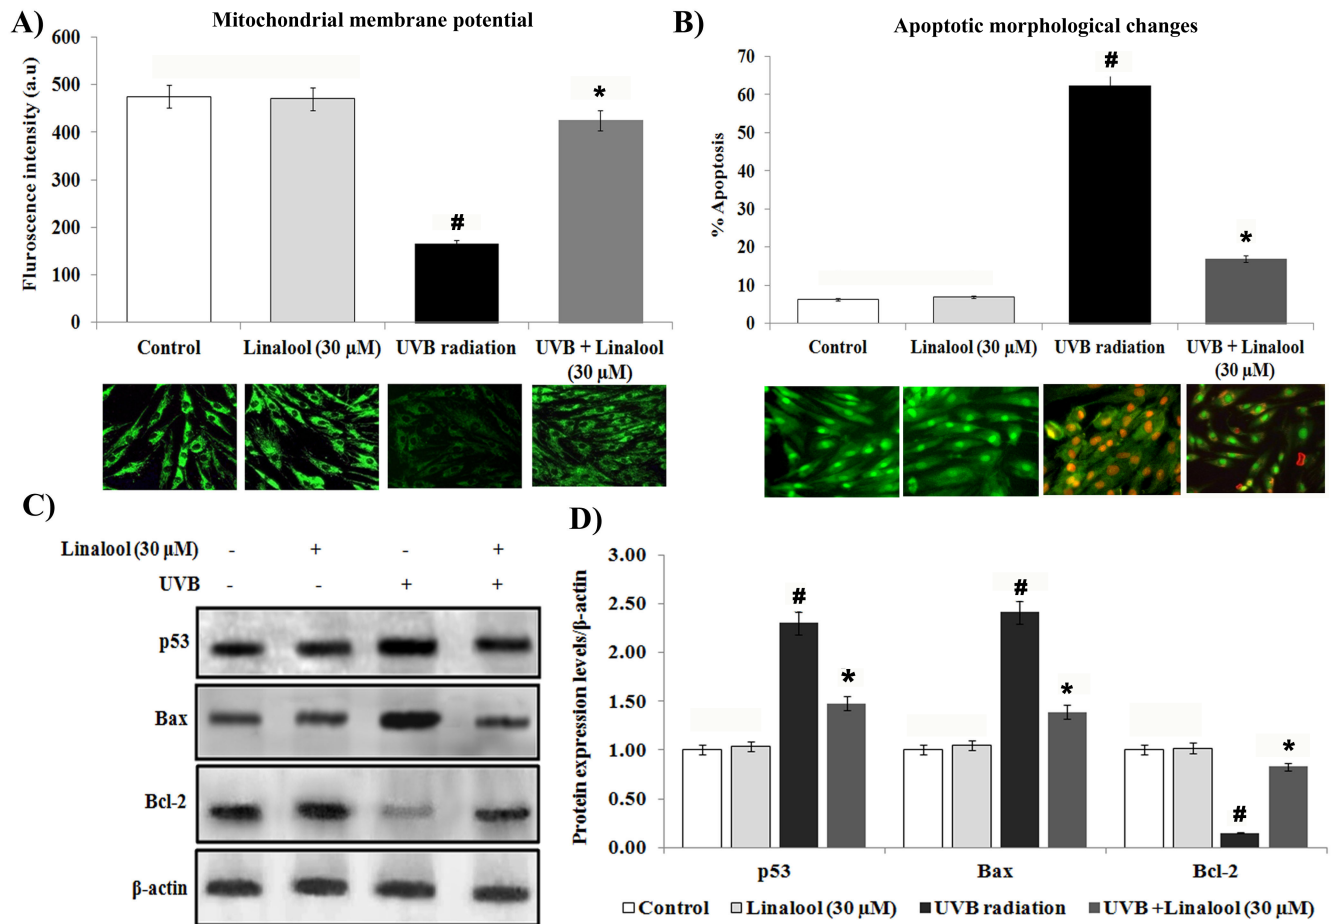 A)
Mitochondrial membrane potential
Fluroscence intensity (a.u)
600
500
400
300
200
100
0
*
#
Control
Linalool (30 µM)
UVB radiation
UVB + Linalool
(30 µM)
B)
Apoptotic morphological changes
% Apoptosis
70
60
50
40
30
20
10
0
#
*
Control
Linalool (30 µM)
UVB radiation
UVB + Linalool
(30 µM)
C)
Linalool (30 µM) - + - +
UVB - - + +
p53
Bax
Bcl-2
β-actin
D)
Protein expression levels/β-actin
3.00
2.50
2.00
1.50
1.00
0.50
0.00
# *
# *
# *
p53 Bax Bcl-2
Control Linalool (30 µM) UVB radiation UVB +Linalool (30 µM)